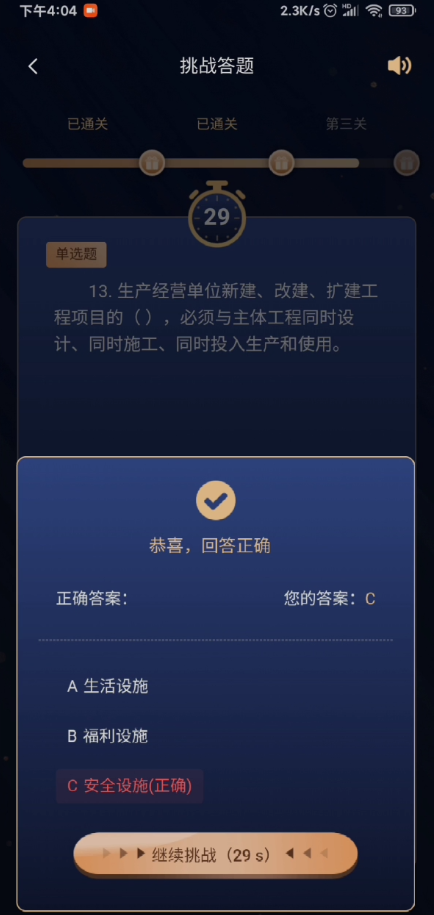 下午4:04 2.3K/s HD 93
挑战答题
已通关 已通关 第三关
29
单选题
13. 生产经营单位新建、改建、扩建工
程项目的（ ），必须与主体工程同时设
计、同时施工、同时投入生产和使用。
恭喜，回答正确
正确答案： 您的答案：C
A 生活设施
B 福利设施
C 安全设施(正确)
继续挑战（29 s）